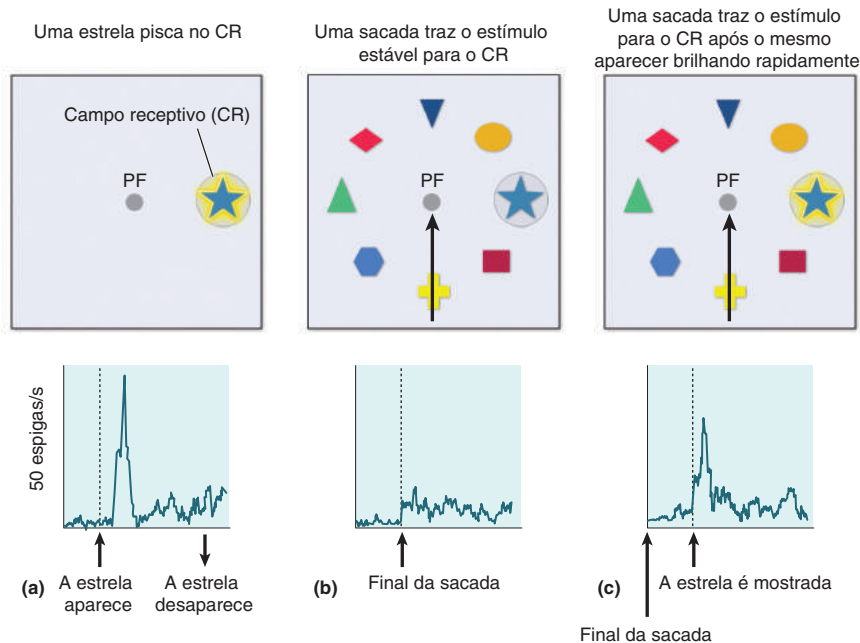 Uma estrela pisca no CR
Uma sacada traz o estímulo
estável para o CR
Uma sacada traz o estímulo
para o CR após o mesmo
aparecer brilhando rapidamente
Campo receptivo (CR)
PF
PF
PF
50 espigas/s
(a)
A estrela
aparece
A estrela
desaparece
(b)
Final da sacada
(c)
A estrela é mostrada
Final da sacada